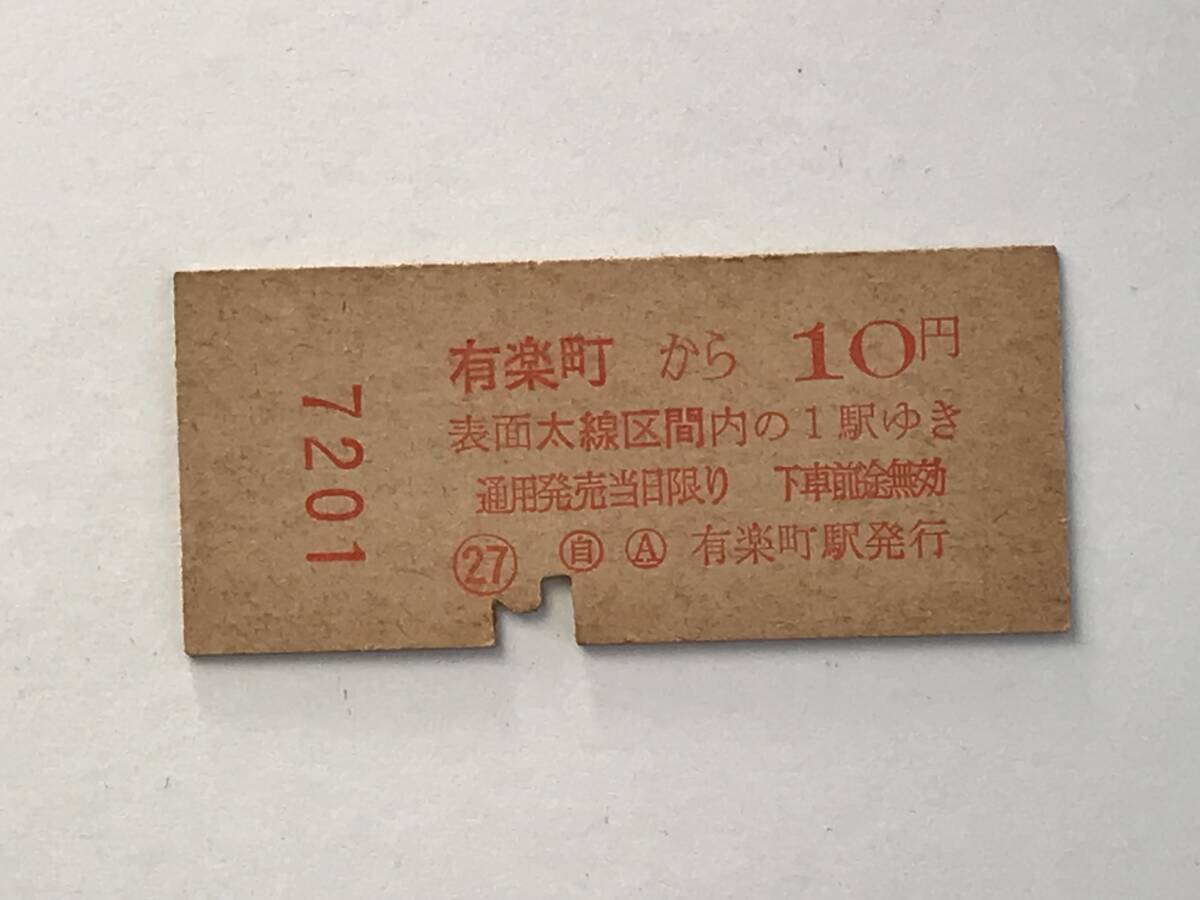 有楽町 から 10円
表面太線区間内の1駅ゆき
通用発売当日限り 下車前途無効
㉗ 自 Ⓐ 有楽町駅発行
7201